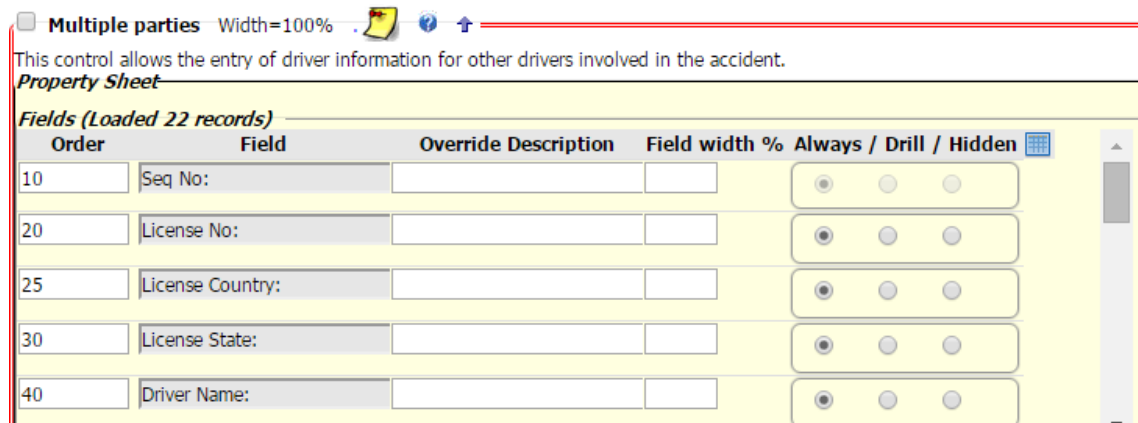 Multiple parties Width=100% .
This control allows the entry of driver information for other drivers involved in the accident.
Property Sheet
Fields (Loaded 22 records)
Order Field Override Description Field width % Always / Drill / Hidden
10 Seq No:
20 License No:
25 License Country:
30 License State:
40 Driver Name: